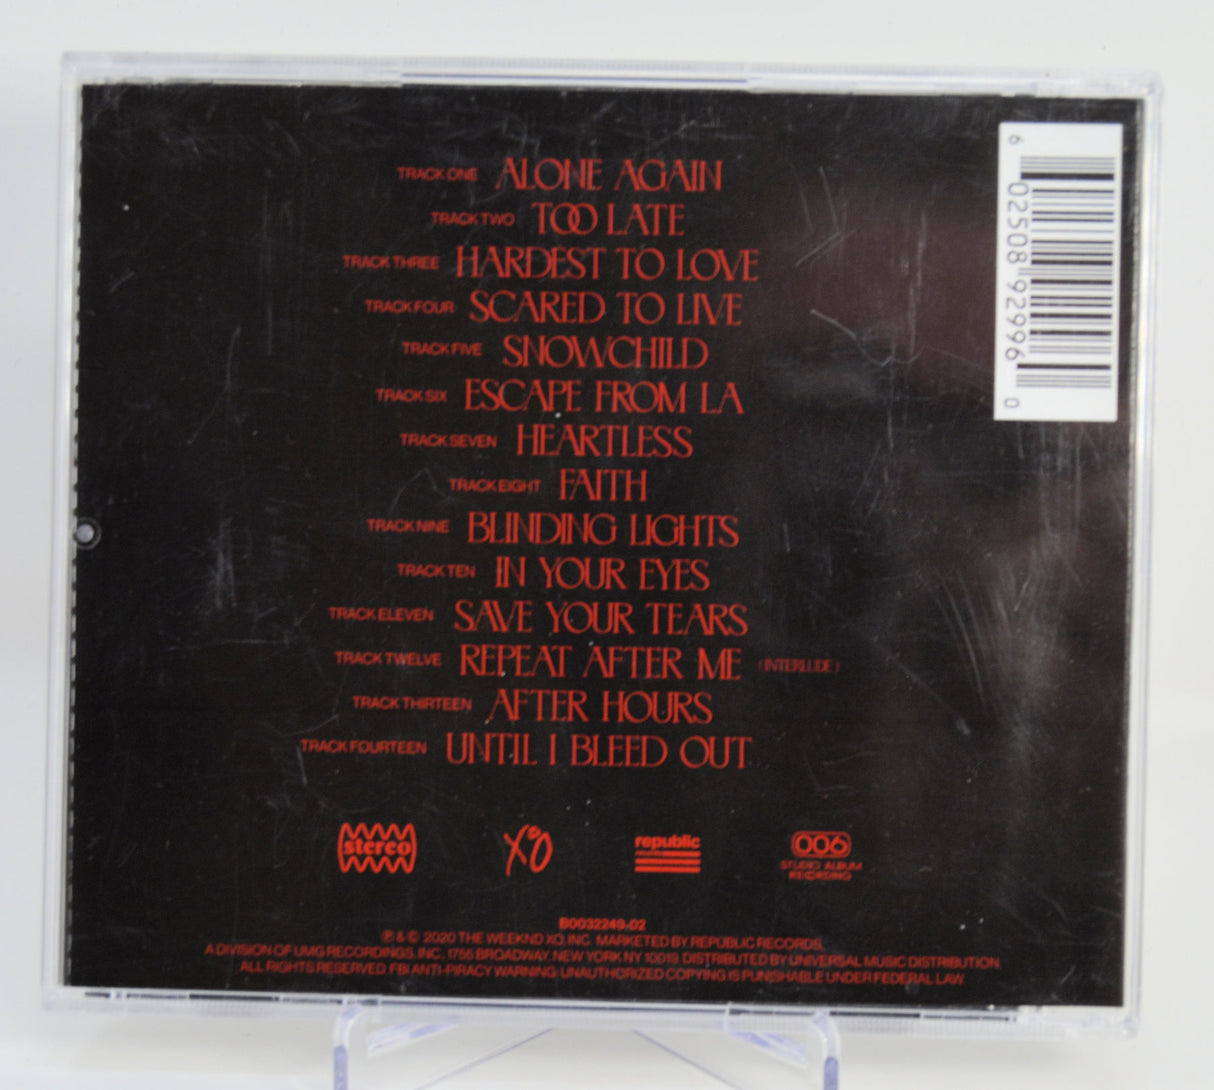 TRACK ONE ALONE AGAIN
TRACK TWO TOO LATE
TRACK THREE HARDEST TO LOVE
TRACK FOUR SCARED TO LIVE
TRACK FIVE SNOWCHILD
TRACK SIX ESCAPE FROM LA
TRACK SEVEN HEARTLESS
TRACK EIGHT FAITH
TRACK NINE BLINDING LIGHTS
TRACK TEN IN YOUR EYES
TRACK ELEVEN SAVE YOUR TEARS
TRACK TWELVE REPEAT AFTER ME (INTERLUDE)
TRACK THIRTEEN AFTER HOURS
TRACK FOURTEEN UNTIL I BLEED OUT
6 02508 92996 0
stereo
XO
republic
006
STUDIO ALBUM
RECORDING
B0032249-02
℗ & © 2020 THE WEEKND XO, INC. MARKETED BY REPUBLIC RECORDS,
A DIVISION OF UMG RECORDINGS, INC., 1755 BROADWAY, NEW YORK NY 10019. DISTRIBUTED BY UNIVERSAL MUSIC DISTRIBUTION.
ALL RIGHTS RESERVED. FBI ANTI-PIRACY WARNING: UNAUTHORIZED COPYING IS PUNISHABLE UNDER FEDERAL LAW.